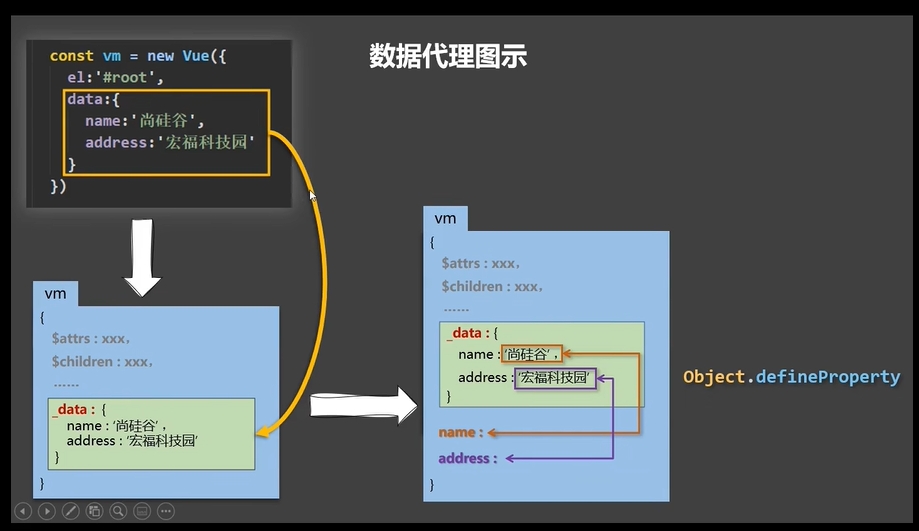 数据代理图示
const vm = new Vue({
el:'#root',
data:{
name:'尚硅谷',
address:'宏福科技园'
}
})
vm
{
$attrs : xxx，
$children : xxx，
……
_data : {
name : '尚硅谷' ，
address : '宏福科技园'
}
}
vm
{
$attrs : xxx，
$children : xxx，
……
_data : {
name : '尚硅谷' ，
address : '宏福科技园'
}
name :
address :
}
Object.defineProperty